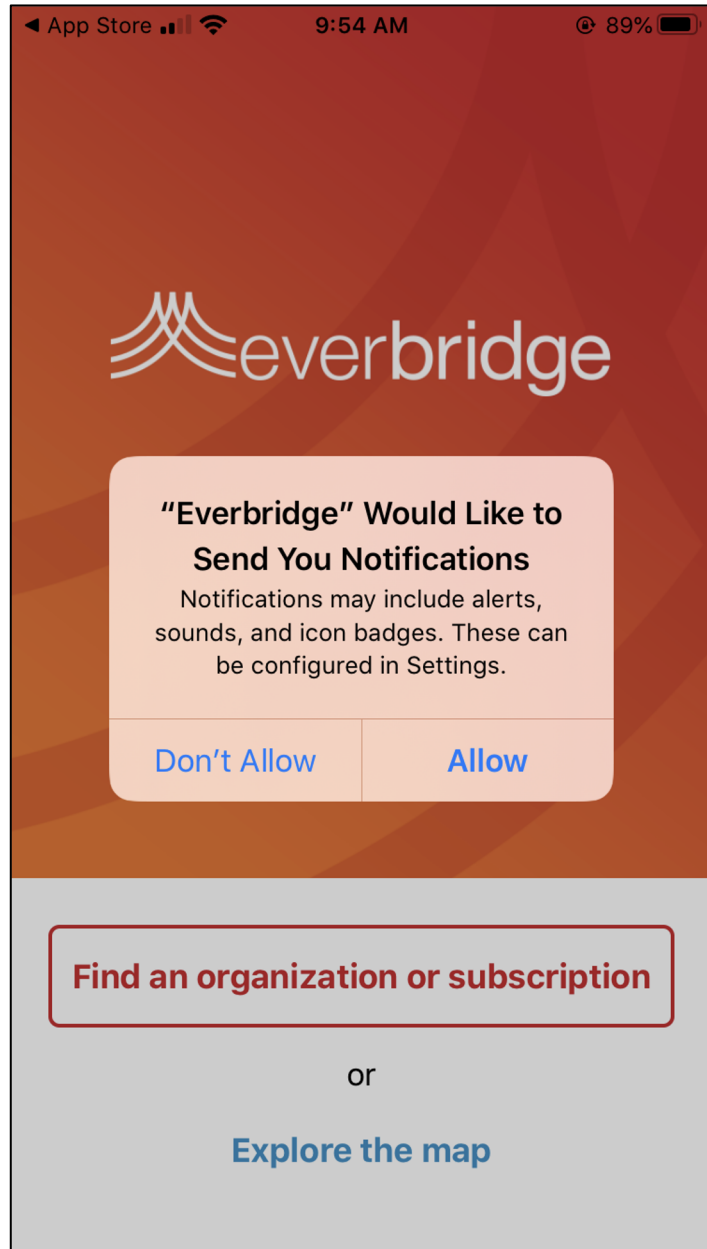 ◀ App Store 9:54 AM 89%
everbridge
“Everbridge” Would Like to
Send You Notifications
Notifications may include alerts,
sounds, and icon badges. These can
be configured in Settings.
Don’t Allow Allow
Find an organization or subscription
or
Explore the map